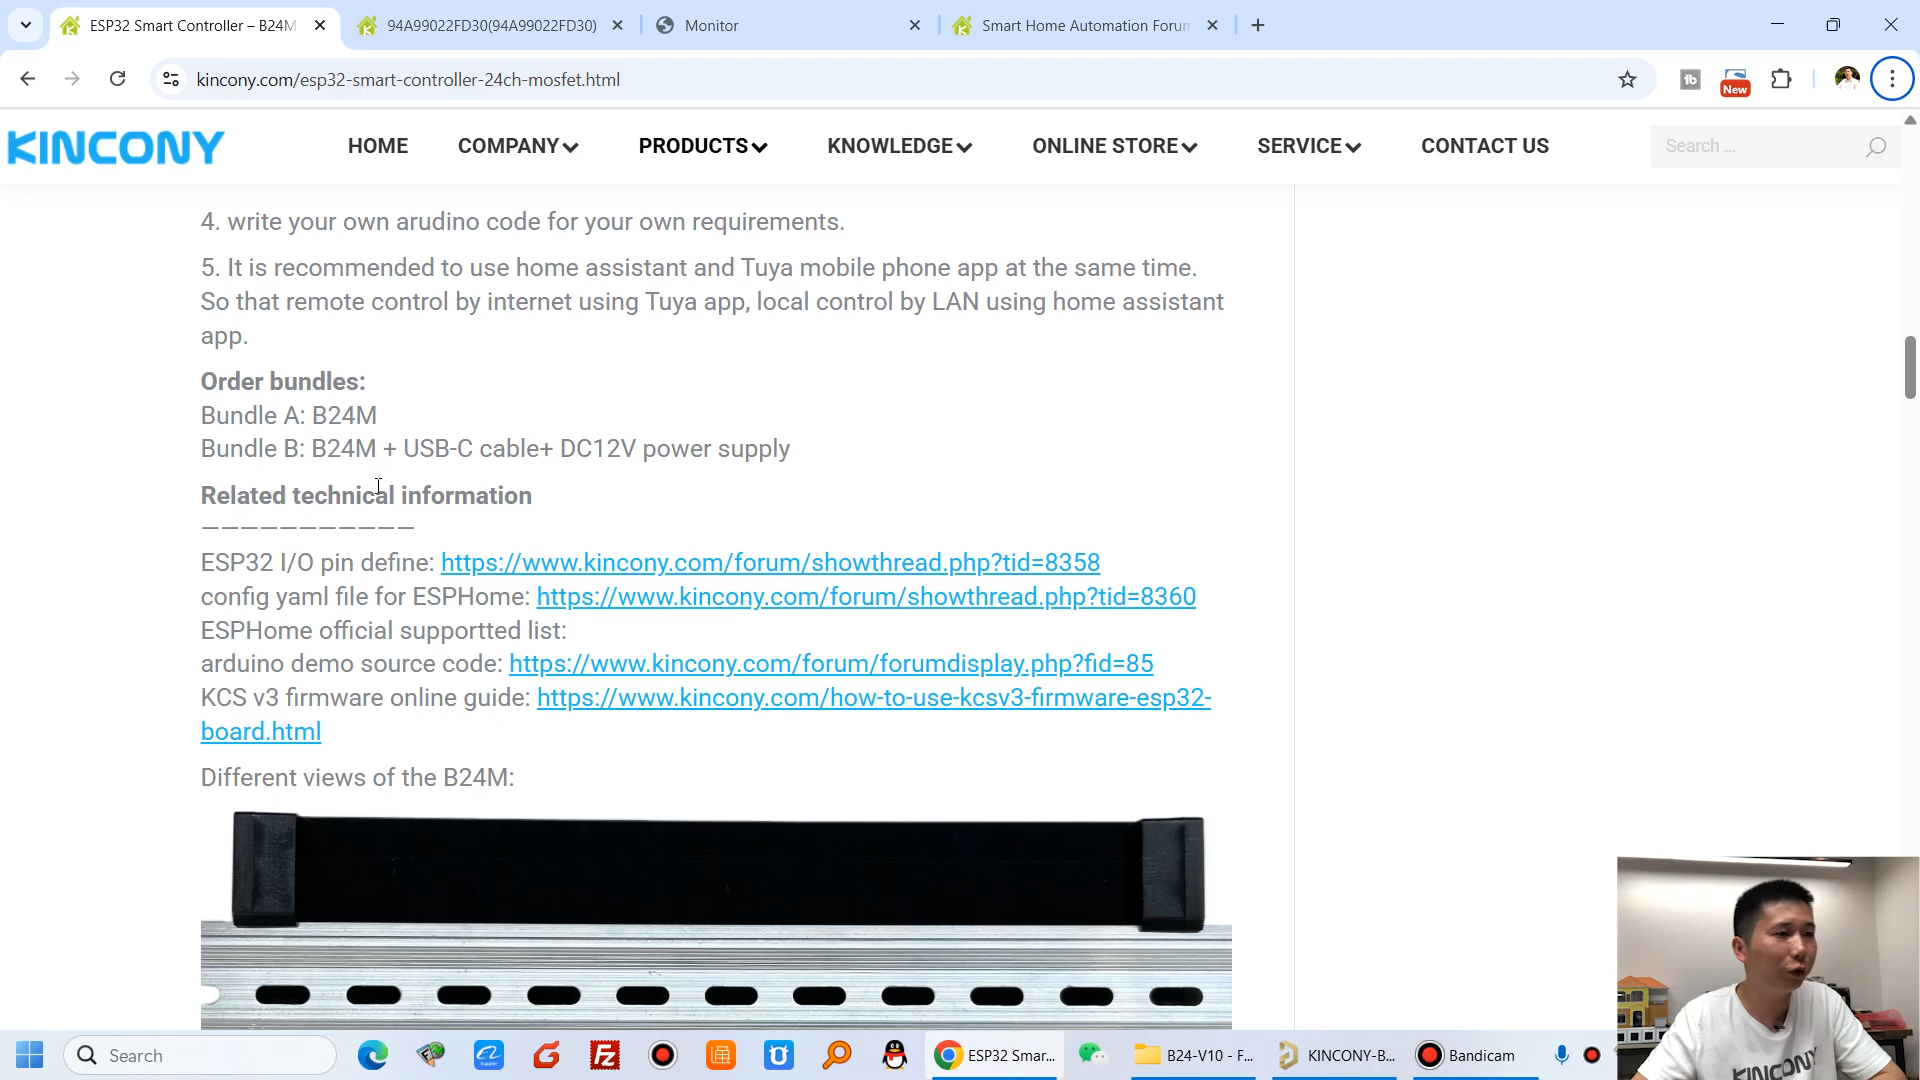 ESP32 Smart Controller – B24M
94A99022FD30(94A99022FD30)
Monitor
Smart Home Automation Forum
kincony.com/esp32-smart-controller-24ch-mosfet.html
New
KINCONY
HOME
COMPANY
PRODUCTS
KNOWLEDGE
ONLINE STORE
SERVICE
CONTACT US
Search ...
4. write your own arudino code for your own requirements.
5. It is recommended to use home assistant and Tuya mobile phone app at the same time.
So that remote control by internet using Tuya app, local control by LAN using home assistant
app.
Order bundles:
Bundle A: B24M
Bundle B: B24M + USB-C cable+ DC12V power supply
Related technical information
———————————
ESP32 I/O pin define: https://www.kincony.com/forum/showthread.php?tid=8358
config yaml file for ESPHome: https://www.kincony.com/forum/showthread.php?tid=8360
ESPHome official supportted list:
arduino demo source code: https://www.kincony.com/forum/forumdisplay.php?fid=85
KCS v3 firmware online guide: https://www.kincony.com/how-to-use-kcsv3-firmware-esp32-
board.html
Different views of the B24M:
KINCONY
Search
ESP32 Smar...
B24-V10 - F...
KINCONY-B...
Bandicam